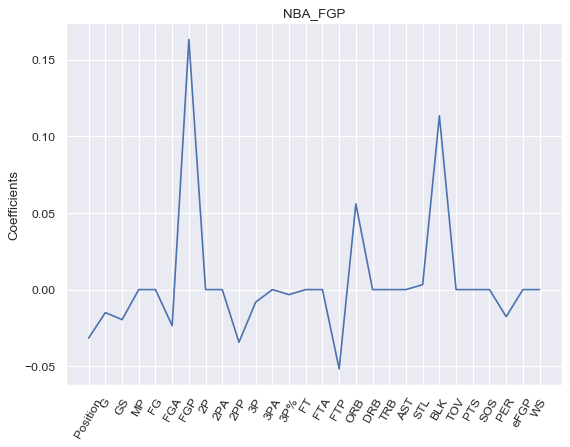 NBA_FGP
0.15
0.10
0.05
0.00
−0.05
Coefficients
Position
G
GS
MP
FG
FGA
FGP
2P
2PA
2PP
3P
3PA
3P%
FT
FTA
FTP
ORB
DRB
TRB
AST
STL
BLK
TOV
PTS
SOS
PER
eFGP
WS